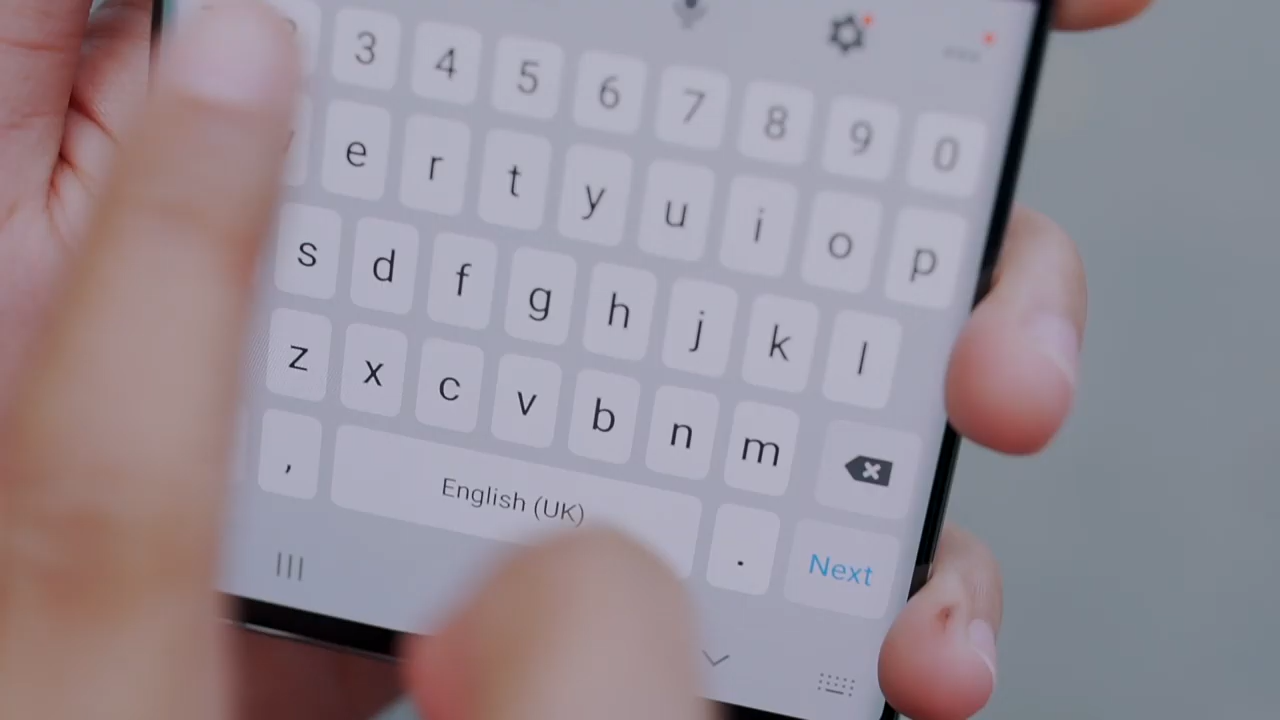 3 4 5 6 7 8 9 0
e r t y u i o p
s d f g h j k l
z x c v b n m
, English (UK) . Next